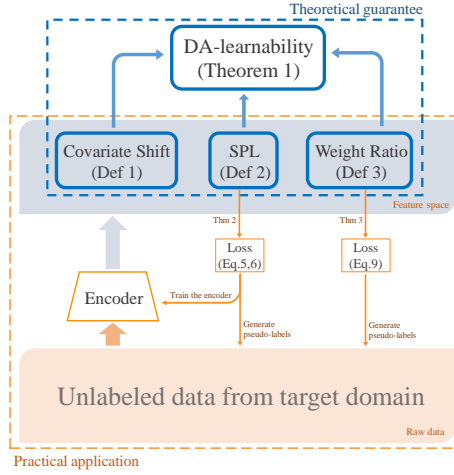 Theoretical guarantee
DA-learnability
(Theorem 1)
Covariate Shift
(Def 1)
SPL
(Def 2)
Weight Ratio
(Def 3)
Feature space
Thm 2
Thm 3
Loss
(Eq.5,6)
Loss
(Eq.9)
Encoder
Train the encoder
Generate
pseudo-labels
Generate
pseudo-labels
Unlabeled data from target domain
Raw data
Practical application